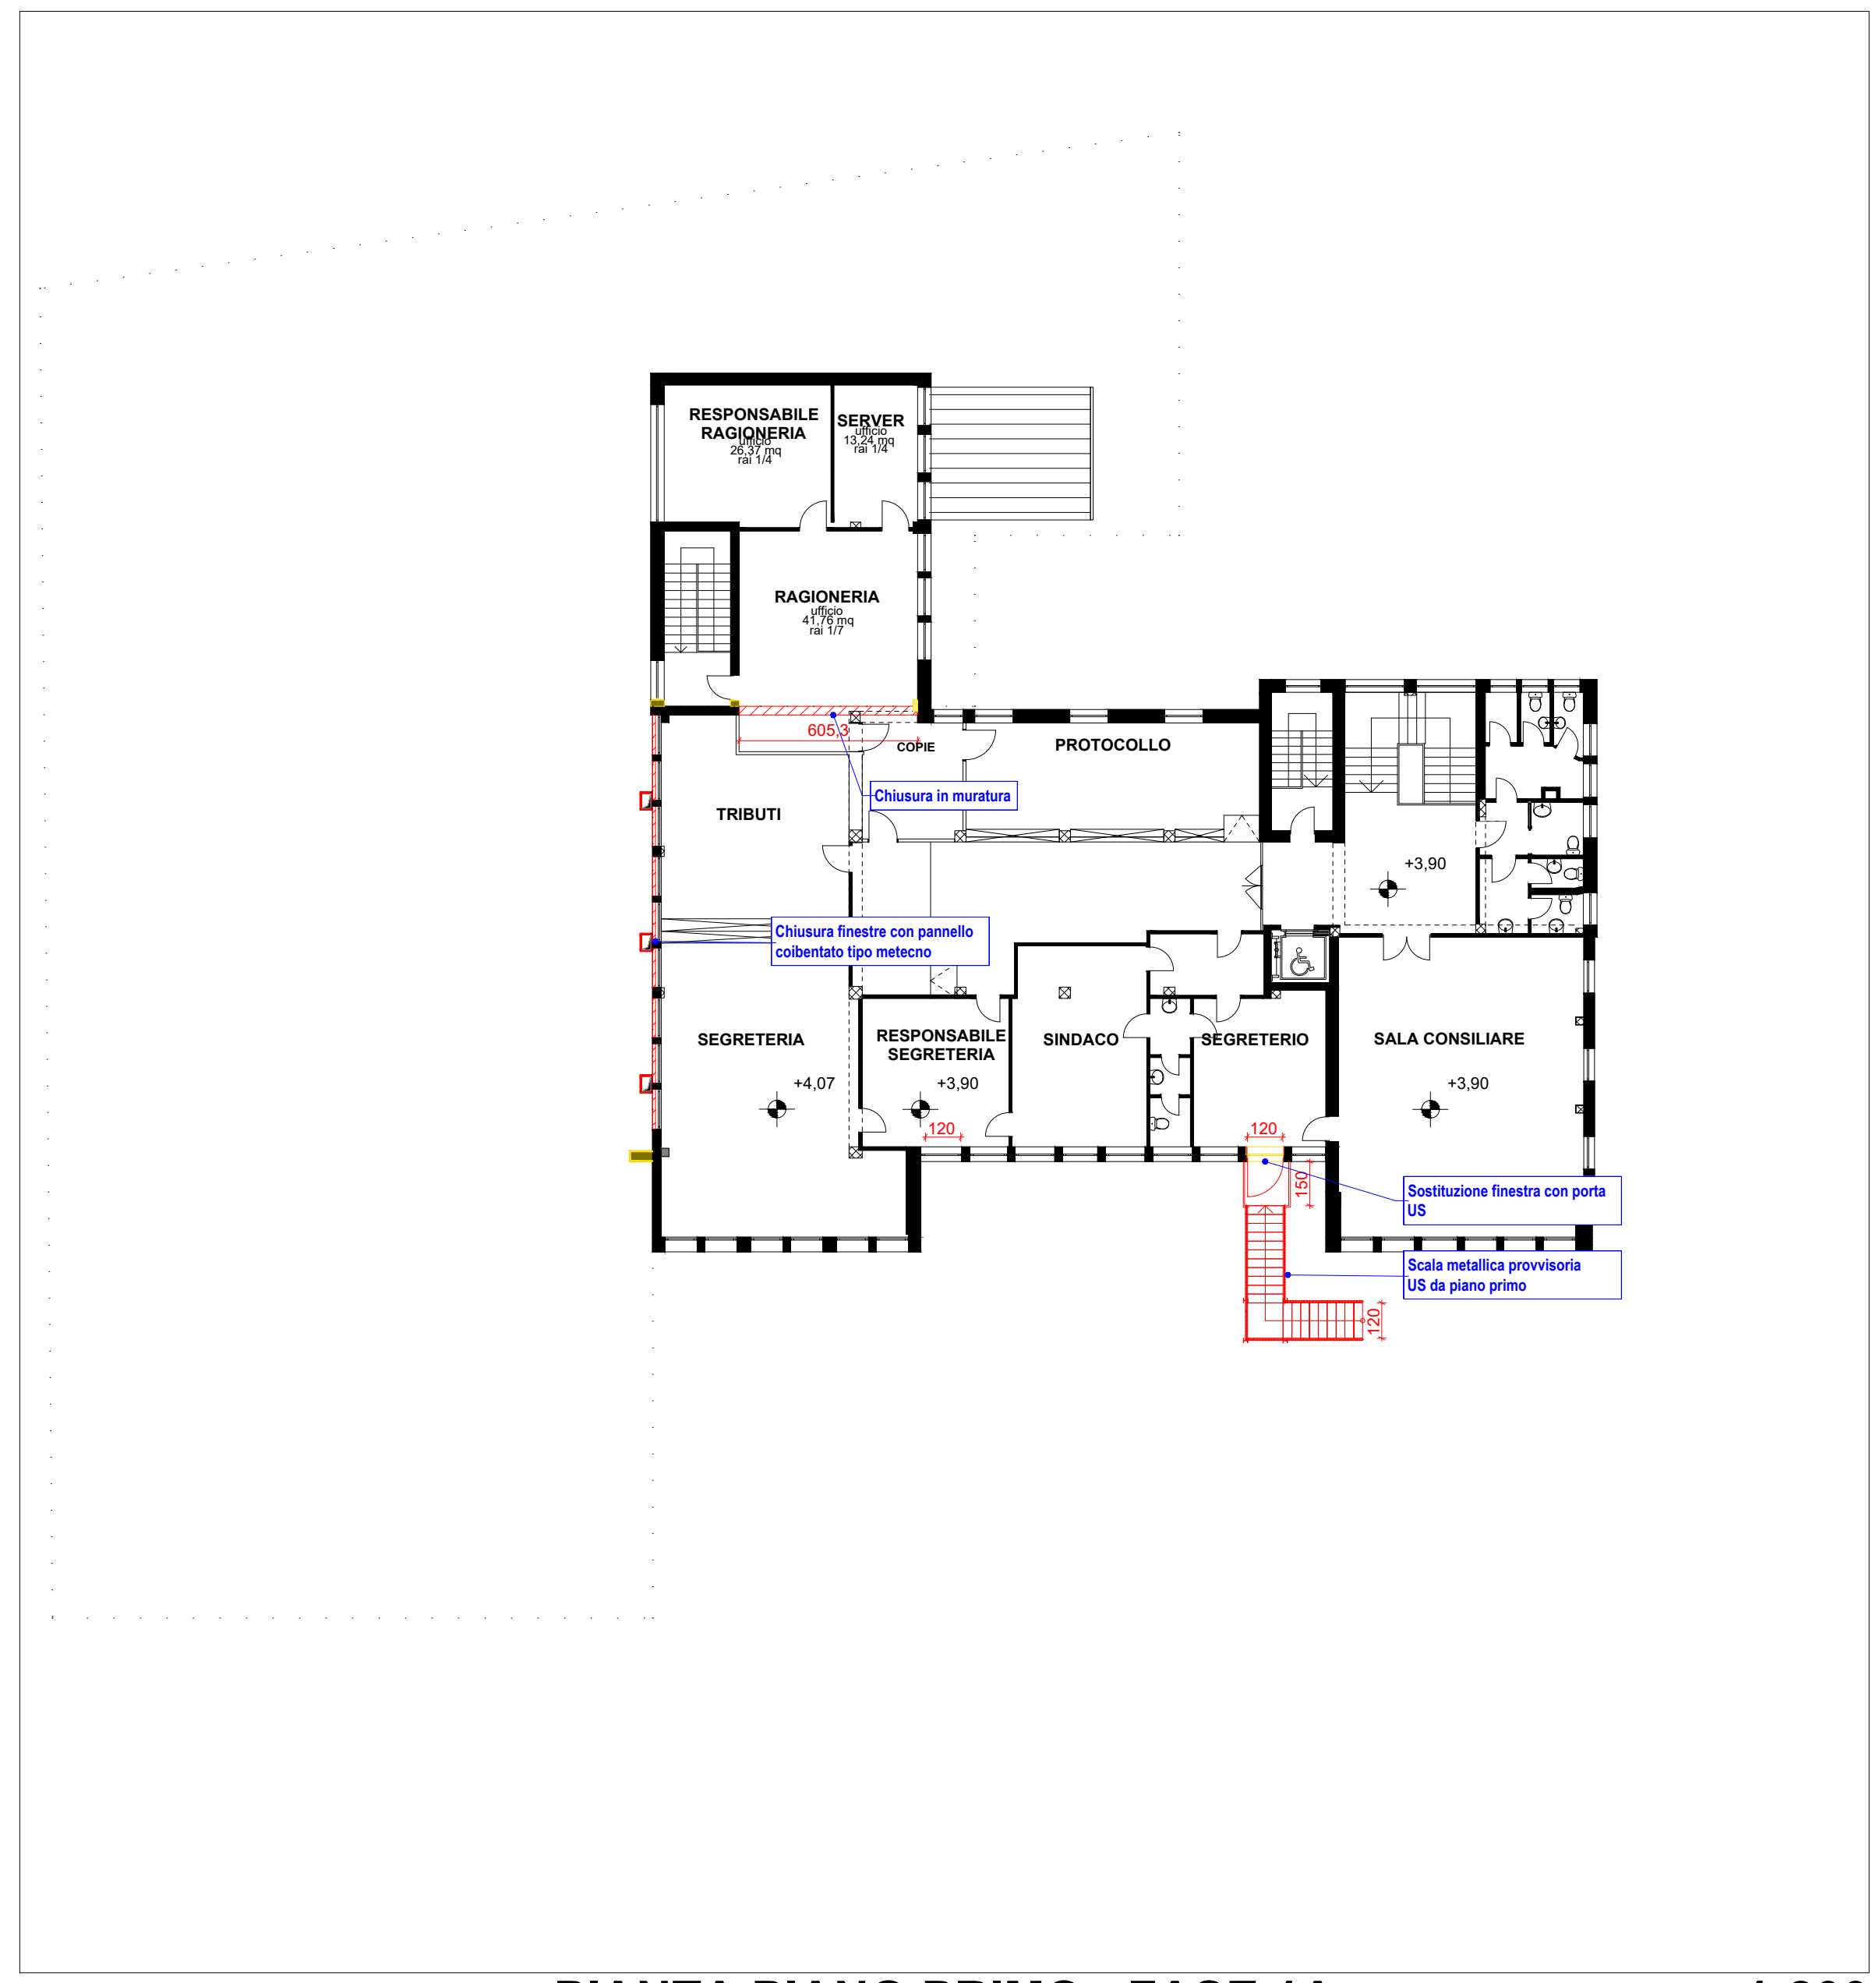 RESPONSABILE
RAGIONERIA
ufficio
26,37 mq
rai 1/4
SERVER
ufficio
13,24 mq
rai 1/4
RAGIONERIA
ufficio
41,76 mq
rai 1/7
605,3
COPIE
PROTOCOLLO
Chiusura in muratura
TRIBUTI
+3,90
Chiusura finestre con pannello
coibentato tipo metecno
SEGRETERIA
+4,07
RESPONSABILE
SEGRETERIA
+3,90
120
SINDACO
SEGRETERIO
120
SALA CONSILIARE
+3,90
150
Sostituzione finestra con porta
US
Scala metallica provvisoria
US da piano primo
120